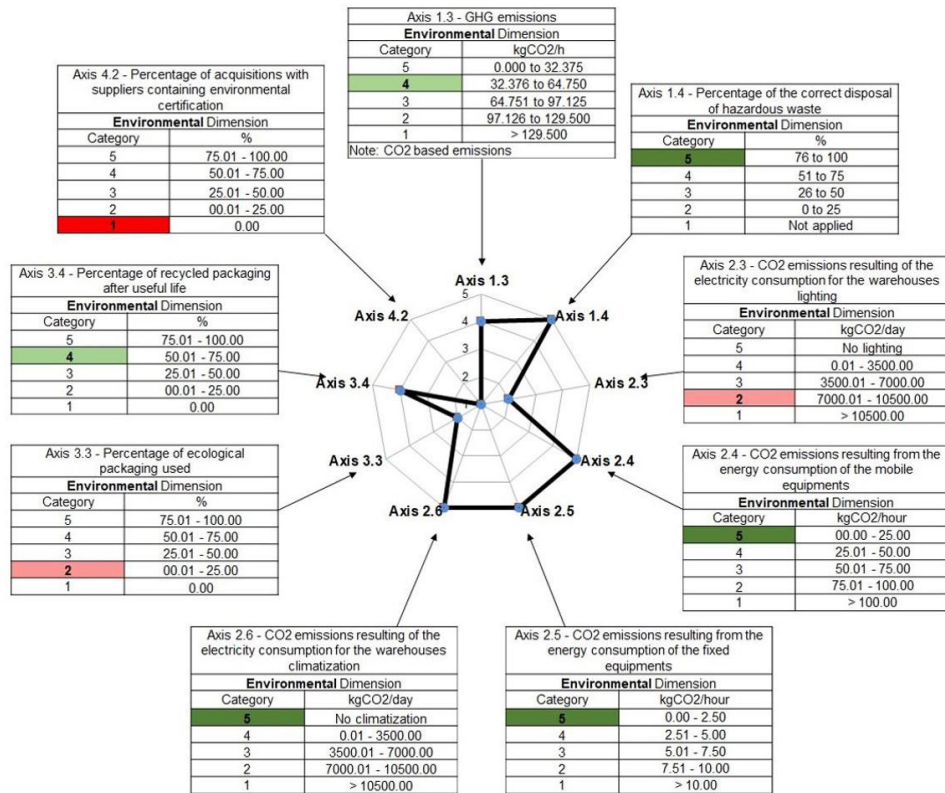 Axis 1.3 - GHG emissions
Environmental Dimension
Category kgCO2/h
5 0.000 to 32.375
4 32.376 to 64.750
3 64.751 to 97.125
2 97.126 to 129.500
1 > 129.500
Note: CO2 based emissions
Axis 4.2 - Percentage of acquisitions with
suppliers containing environmental
certification
Environmental Dimension
Category %
5 75.01 - 100.00
4 50.01 - 75.00
3 25.01 - 50.00
2 00.01 - 25.00
1 0.00
Axis 1.4 - Percentage of the correct disposal
of hazardous waste
Environmental Dimension
Category %
5 76 to 100
4 51 to 75
3 26 to 50
2 0 to 25
1 Not applied
Axis 3.4 - Percentage of recycled packaging
after useful life
Environmental Dimension
Category %
5 75.01 - 100.00
4 50.01 - 75.00
3 25.01 - 50.00
2 00.01 - 25.00
1 0.00
Axis 1.3
Axis 1.4
Axis 2.3
Axis 2.4
Axis 2.5
Axis 2.6
Axis 3.3
Axis 3.4
Axis 4.2
5
4
3
2
1
Axis 2.3 - CO2 emissions resulting of the
electricity consumption for the warehouses
lighting
Environmental Dimension
Category kgCO2/day
5 No lighting
4 0.01 - 3500.00
3 3500.01 - 7000.00
2 7000.01 - 10500.00
1 > 10500.00
Axis 3.3 - Percentage of ecological
packaging used
Environmental Dimension
Category %
5 75.01 - 100.00
4 50.01 - 75.00
3 25.01 - 50.00
2 00.01 - 25.00
1 0.00
Axis 2.4 - CO2 emissions resulting from the
energy consumption of the mobile
equipments
Environmental Dimension
Category kgCO2/hour
5 00.00 - 25.00
4 25.01 - 50.00
3 50.01 - 75.00
2 75.01 - 100.00
1 > 100.00
Axis 2.6 - CO2 emissions resulting of the
electricity consumption for the warehouses
climatization
Environmental Dimension
Category kgCO2/day
5 No climatization
4 0.01 - 3500.00
3 3500.01 - 7000.00
2 7000.01 - 10500.00
1 > 10500.00
Axis 2.5 - CO2 emissions resulting from the
energy consumption of the fixed
equipments
Environmental Dimension
Category kgCO2/hour
5 0.00 - 2.50
4 2.51 - 5.00
3 5.01 - 7.50
2 7.51 - 10.00
1 > 10.00